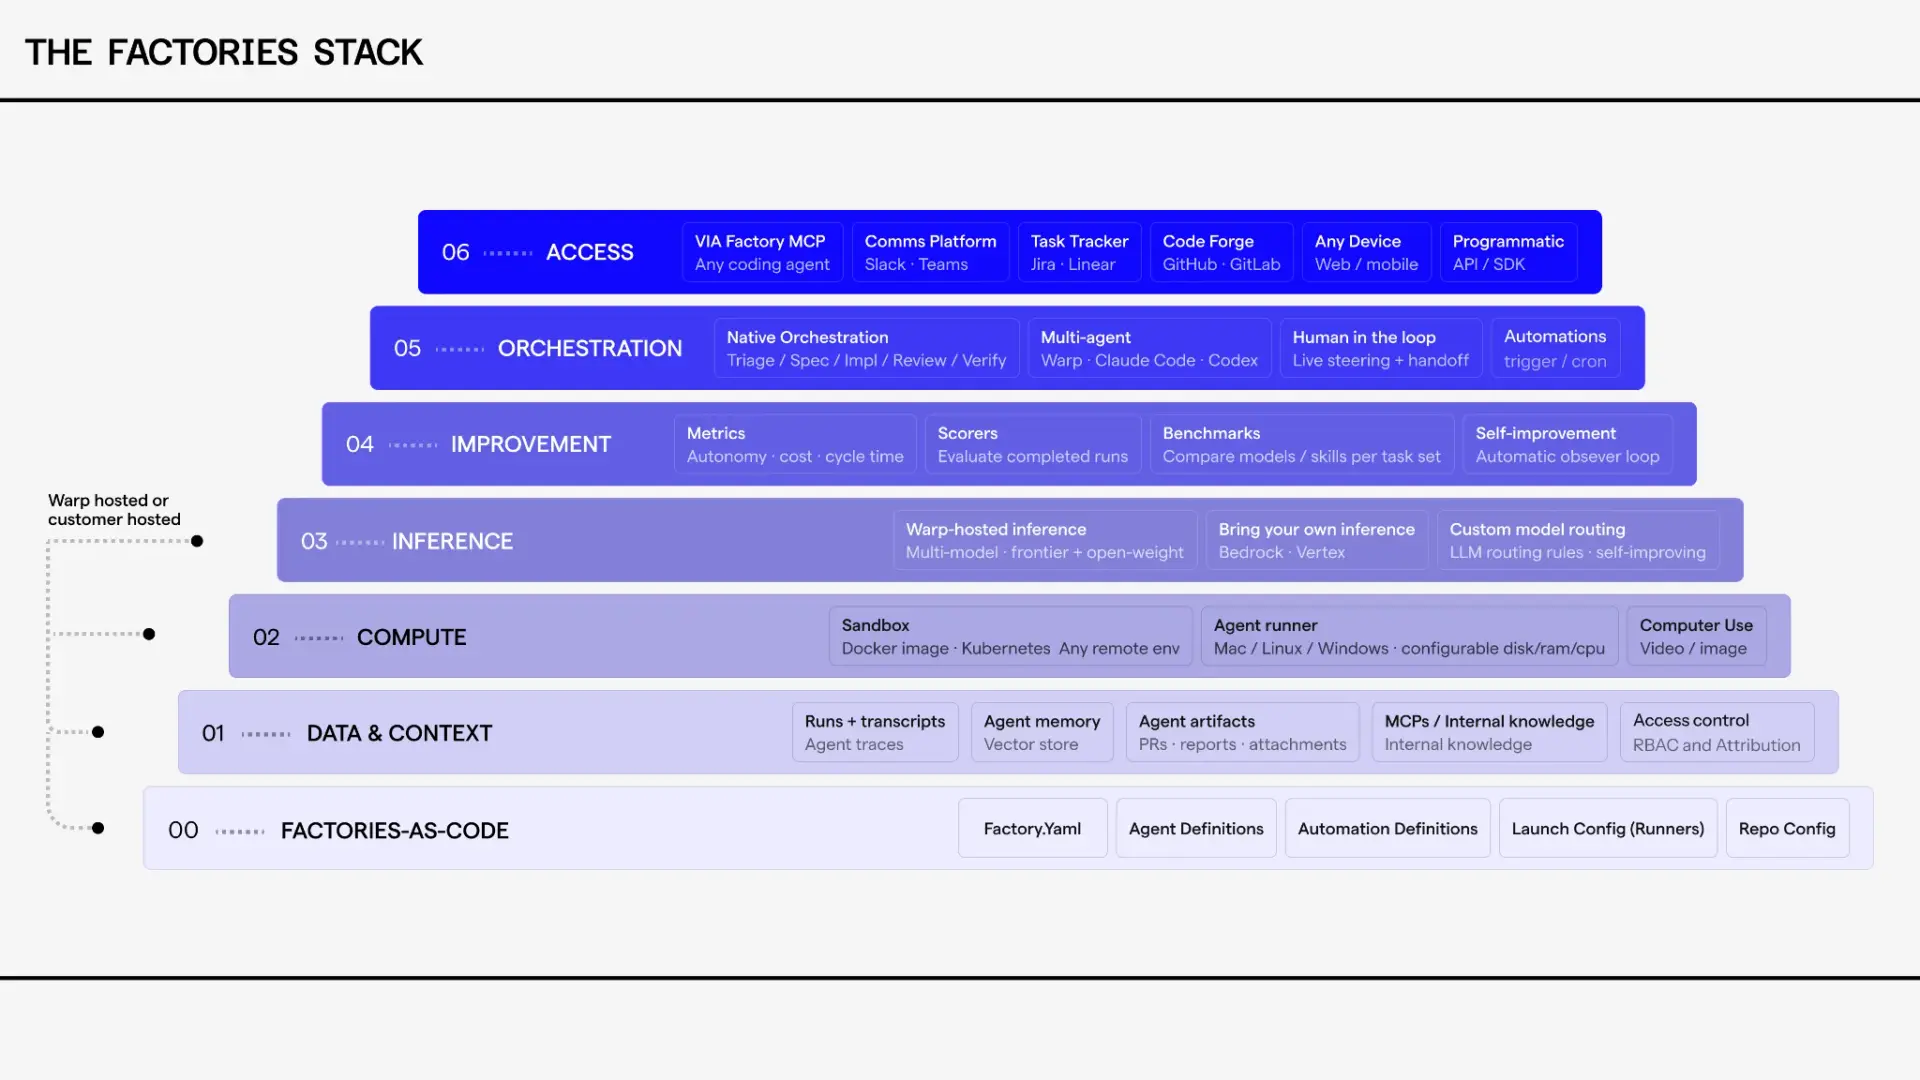 THE FACTORIES STACK
06 ACCESS
VIA Factory MCP
Any coding agent
Comms Platform
Slack · Teams
Task Tracker
Jira · Linear
Code Forge
GitHub · GitLab
Any Device
Web / mobile
Programmatic
API / SDK
05 ORCHESTRATION
Native Orchestration
Triage / Spec / Impl / Review / Verify
Multi-agent
Warp · Claude Code · Codex
Human in the loop
Live steering + handoff
Automations
trigger / cron
04 IMPROVEMENT
Metrics
Autonomy · cost · cycle time
Scorers
Evaluate completed runs
Benchmarks
Compare models / skills per task set
Self-improvement
Automatic obsever loop
Warp hosted or
customer hosted
03 INFERENCE
Warp-hosted inference
Multi-model · frontier + open-weight
Bring your own inference
Bedrock · Vertex
Custom model routing
LLM routing rules · self-improving
02 COMPUTE
Sandbox
Docker image · Kubernetes Any remote env
Agent runner
Mac / Linux / Windows · configurable disk/ram/cpu
Computer Use
Video / image
01 DATA & CONTEXT
Runs + transcripts
Agent traces
Agent memory
Vector store
Agent artifacts
PRs · reports · attachments
MCPs / Internal knowledge
Internal knowledge
Access control
RBAC and Attribution
00 FACTORIES-AS-CODE
Factory.Yaml
Agent Definitions
Automation Definitions
Launch Config (Runners)
Repo Config